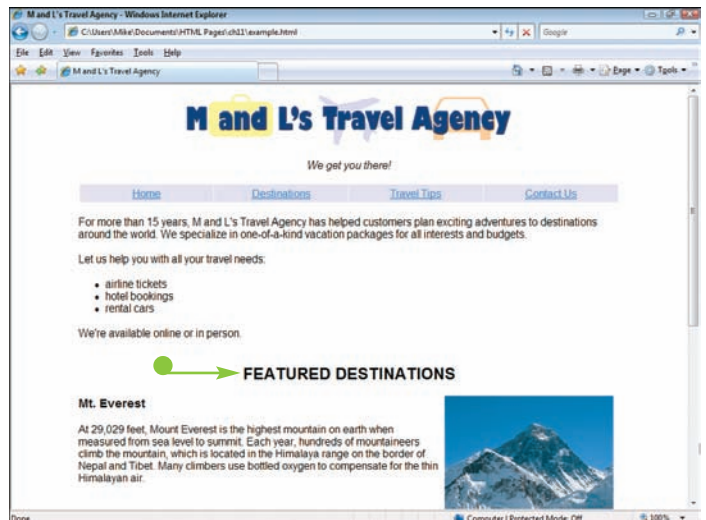 M and L's Travel Agency - Windows Internet Explorer
C:\Users\Mike\Documents\HTML Pages\ch11\example.html
Google
File Edit View Favorites Tools Help
M and L's Travel Agency
Page Tools
M and L's Travel Agency
We get you there!
Home Destinations Travel Tips Contact Us
For more than 15 years, M and L's Travel Agency has helped customers plan exciting adventures to destinations
around the world. We specialize in one-of-a-kind vacation packages for all interests and budgets.
Let us help you with all your travel needs:
airline tickets
hotel bookings
rental cars
We're available online or in person.
FEATURED DESTINATIONS
Mt. Everest
At 29,029 feet, Mount Everest is the highest mountain on earth when
measured from sea level to summit. Each year, hundreds of mountaineers
climb the mountain, which is located in the Himalaya range on the border of
Nepal and Tibet. Many climbers use bottled oxygen to compensate for the thin
Himalayan air.
Done Computer | Protected Mode: Off 100%